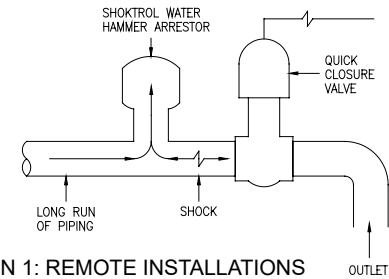 SHOKTROL WATER
HAMMER ARRESTOR
QUICK
CLOSURE
VALVE
LONG RUN
OF PIPING
SHOCK
OUTLET
N 1: REMOTE INSTALLATIONS